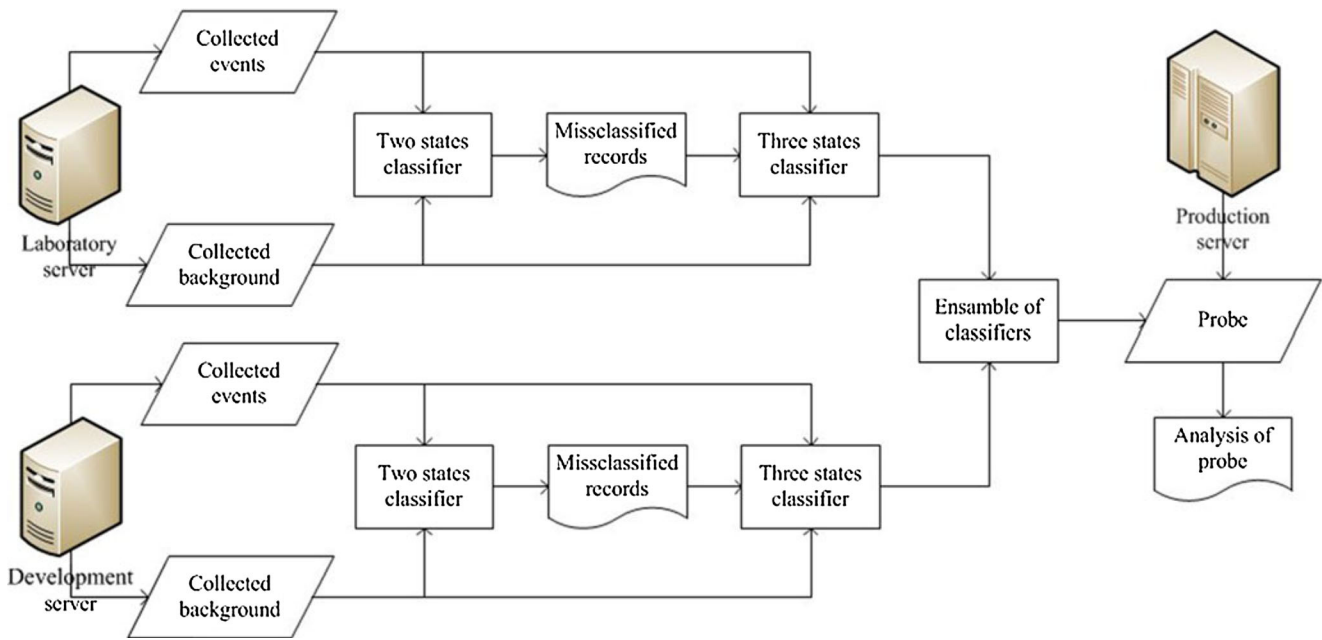 Collected
events
Two states
classifier
Missclassified
records
Three states
classifier
Laboratory
server
Collected
background
Production
server
Ensamble of
classifiers
Probe
Collected
events
Two states
classifier
Missclassified
records
Three states
classifier
Analysis of
probe
Development
server
Collected
background